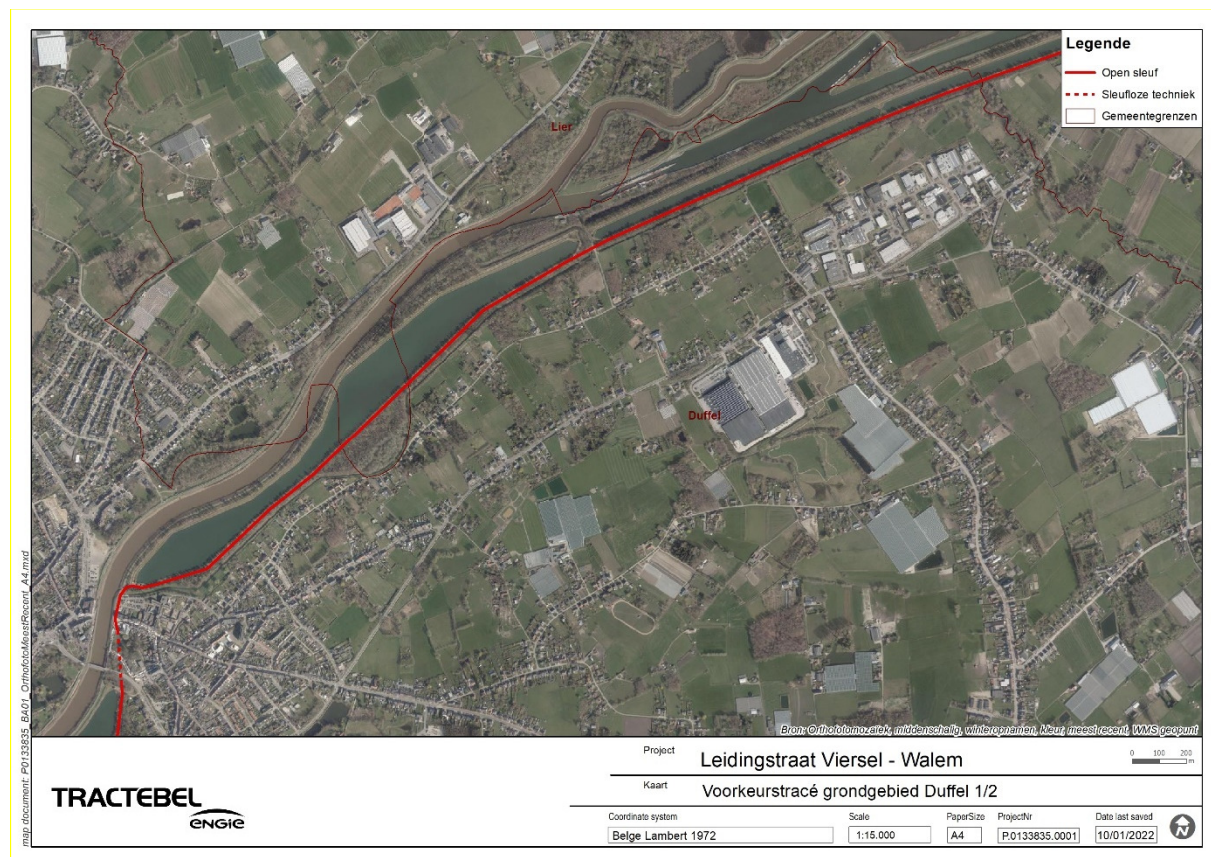 Legende
Open sleuf
Sleufloze techniek
Gemeentegrenzen
Lier
Duffel
Bron: Orthofotomozaïek, middenschalig, winteropnamen, kleur, meest recent, WMS geopunt
map document: P0133835_BA01_OrthofotoMeestRecent_A4.mxd
Project
Leidingstraat Viersel - Walem
0 100 200
m
Kaart
Voorkeurstracé grondgebied Duffel 1/2
TRACTEBEL
ENGIE
Coordinate system
Scale
PaperSize
ProjectNr
Date last saved
Belge Lambert 1972
1:15.000
A4
P.0133835.0001
10/01/2022
N